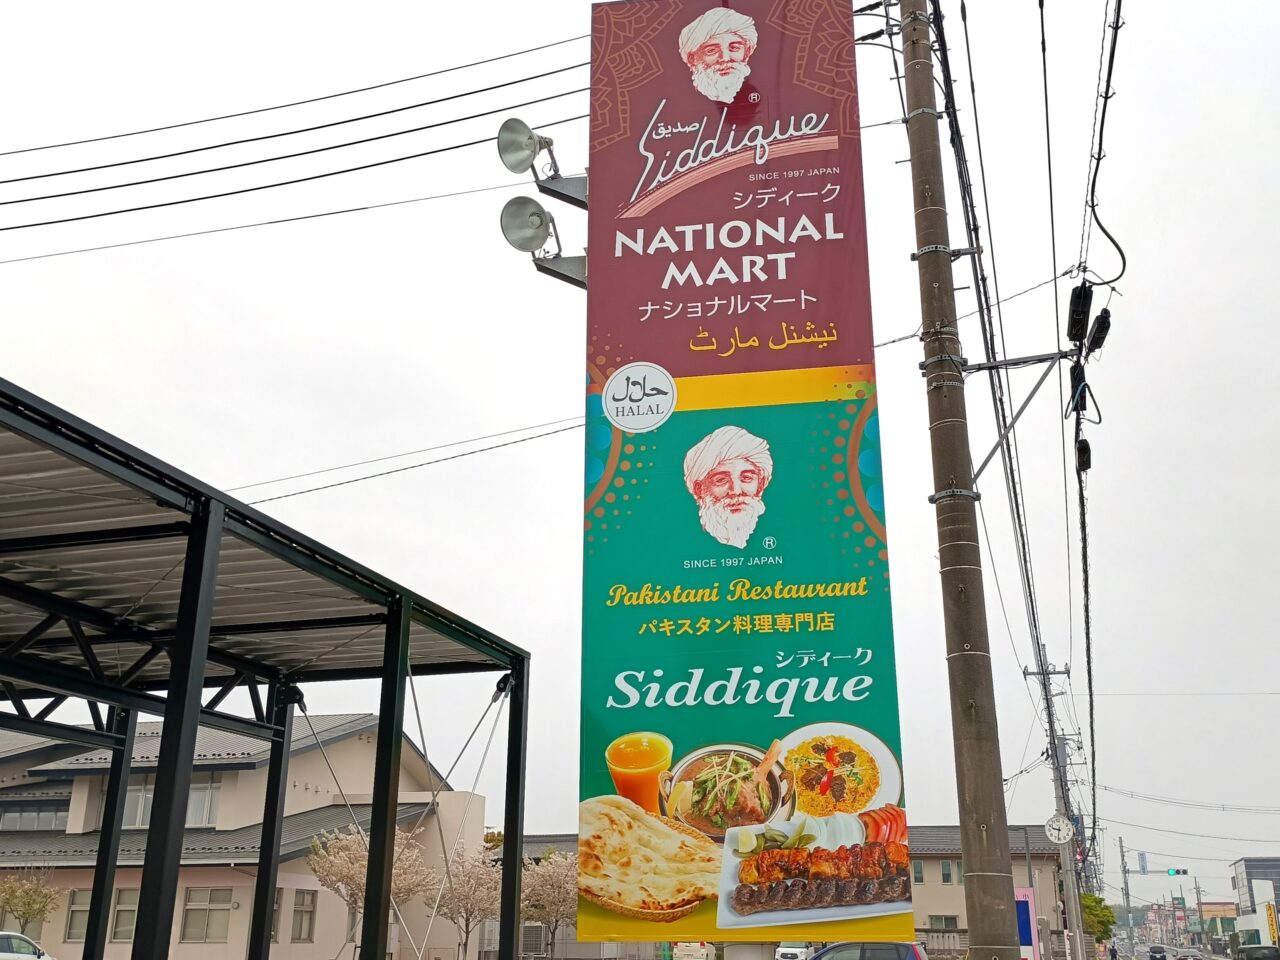 ®
صدیق
Siddique
SINCE 1997 JAPAN
シディーク
NATIONAL
MART
ナショナルマート
نیشنل مارٹ
حلال
HALAL
®
SINCE 1997 JAPAN
Pakistani Restaurant
パキスタン料理専門店
シディーク
Siddique